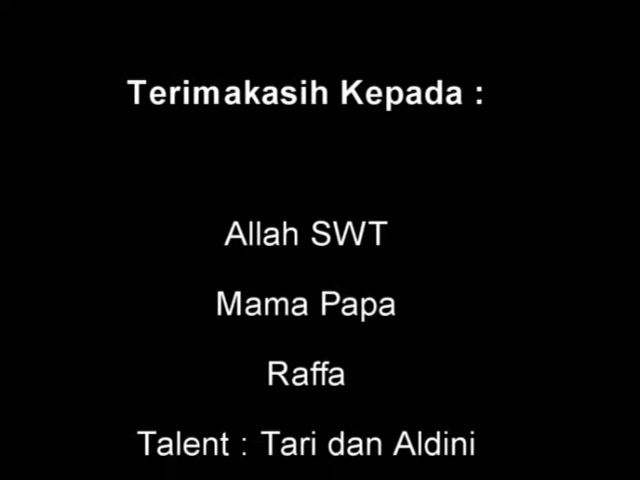 Terimakasih Kepada :
Allah SWT
Mama Papa
Raffa
Talent : Tari dan Aldini